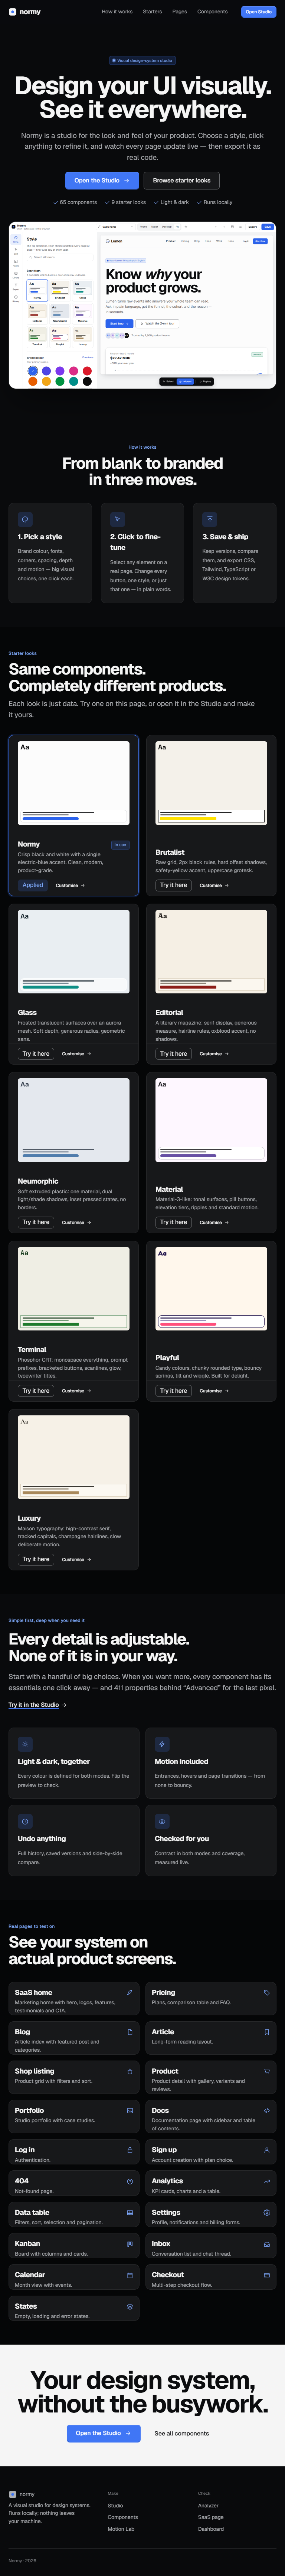 normy
How it works
Starters
Pages
Components
Open Studio
Visual design-system studio
Design your UI visually.
See it everywhere.
Normy is a studio for the look and feel of your product. Choose a style, click
anything to refine it, and watch every page update live — then export it as
real code.
Open the Studio →
Browse starter looks
65 components
9 starter looks
Light & dark
Runs locally
Style
Lumen
Know why your
product grows.
How it works
From blank to branded
in three moves.
1. Pick a style
Brand colour, fonts,
corners, spacing, depth
and motion — big visual
choices, one click each.
2. Click to fine-
tune
Select any element on a
real page. Change every
button, one style, or just
that one — in plain words.
3. Save & ship
Keep versions, compare
them, and export CSS,
Tailwind, TypeScript or
W3C design tokens.
Starter looks
Same components.
Completely different products.
Each look is just data. Try one on this page, or open it in the Studio and make
it yours.
Aa
Normy
In use
Crisp black and white with a single
electric-blue accent. Clean, modern,
product-grade.
Applied
Customise →
Aa
Brutalist
Raw grid, 2px black rules, hard offset shadows,
safety-yellow accent, uppercase grotesk.
Try it here
Customise →
Aa
Glass
Frosted translucent surfaces over an aurora
mesh. Soft depth, generous radius, geometric
sans.
Try it here
Customise →
Aa
Editorial
A literary magazine: serif display, generous
measure, hairline rules, oxblood accent, no
shadows.
Try it here
Customise →
Aa
Neumorphic
Soft extruded plastic: one material, dual
light/shade shadows, inset pressed states, no
borders.
Try it here
Customise →
Aa
Material
Material-3-like: tonal surfaces, pill buttons,
elevation tiers, ripples and standard motion.
Try it here
Customise →
Aa
Terminal
Phosphor CRT: monospace everything, prompt
prefixes, bracketed buttons, scanlines, glow,
typewriter titles.
Try it here
Customise →
Aa
Playful
Candy colours, chunky rounded type, bouncy
springs, tilt and wiggle. Built for delight.
Try it here
Customise →
Aa
Luxury
Maison typography: high-contrast serif,
tracked capitals, champagne hairlines, slow
deliberate motion.
Try it here
Customise →
Simple first, deep when you need it
Every detail is adjustable.
None of it is in your way.
Start with a handful of big choices. When you want more, every component has its
essentials one click away — and 411 properties behind “Advanced” for the last pixel.
Try it in the Studio →
Light & dark, together
Every colour is defined for both modes. Flip the
preview to check.
Motion included
Entrances, hovers and page transitions — from
none to bouncy.
Undo anything
Full history, saved versions and side-by-side
compare.
Checked for you
Contrast in both modes and coverage,
measured live.
Real pages to test on
See your system on
actual product screens.
SaaS home
Marketing home with hero, logos, features,
testimonials and CTA.
Pricing
Plans, comparison table and FAQ.
Blog
Article index with featured post and
categories.
Article
Long-form reading layout.
Shop listing
Product grid with filters and sort.
Product
Product detail with gallery, variants and
reviews.
Portfolio
Studio portfolio with case studies.
Docs
Documentation page with sidebar and table
of contents.
Log in
Authentication.
Sign up
Account creation with plan choice.
404
Not-found page.
Analytics
KPI cards, charts and a table.
Data table
Filters, sort, selection and pagination.
Settings
Profile, notifications and billing forms.
Kanban
Board with columns and cards.
Inbox
Conversation list and chat thread.
Calendar
Month view with events.
Checkout
Multi-step checkout flow.
States
Empty, loading and error states.
Your design system,
without the busywork.
Open the Studio →
See all components
normy
A visual studio for design systems.
Runs locally; nothing leaves
your machine.
Make
Studio
Components
Motion Lab
Check
Analyzer
SaaS page
Dashboard
Normy · 2026